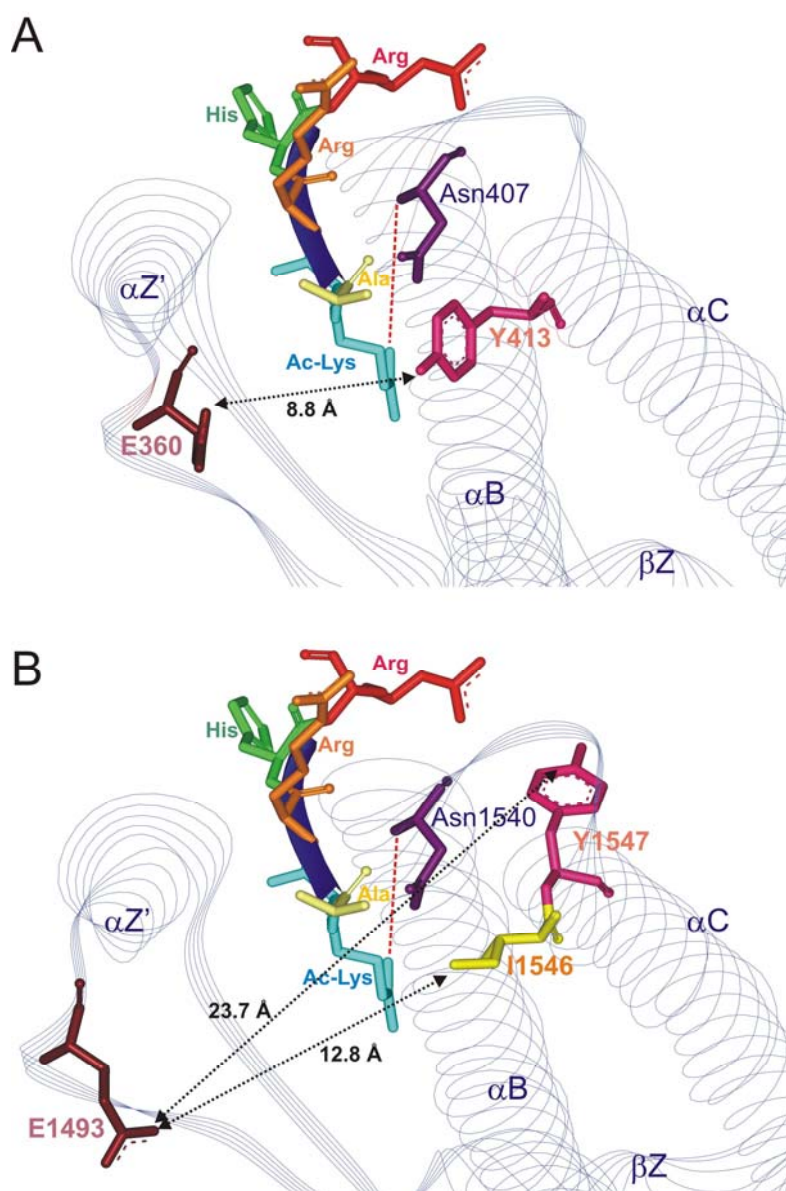 A
Arg
His
Arg
Asn407
αZ'
Ala
αC
Y413
Ac-Lys
8.8 Å
E360
αB
βZ
B
Arg
His
Arg
Asn1540
Y1547
αZ'
Ala
αC
Ac-Lys
I1546
23.7 Å
12.8 Å
αB
E1493
βZ